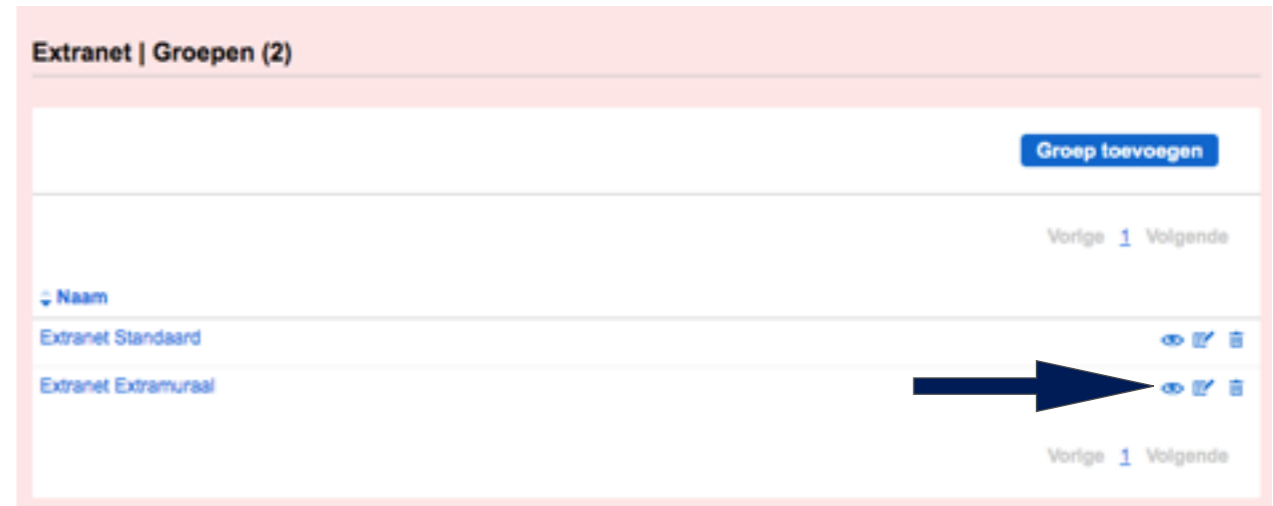 Extranet | Groepen (2)
Groep toevoegen
Vorige 1 Volgende
Naam
Extranet Standaard
Extranet Extramuraal
Vorige 1 Volgende